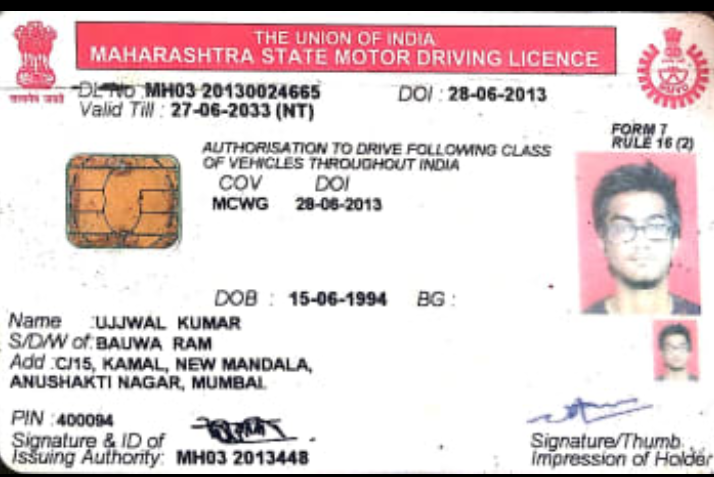 THE UNION OF INDIA
MAHARASHTRA STATE MOTOR DRIVING LICENCE
DL No MH03 20130024665 DOI : 28-06-2013
Valid Till : 27-06-2033 (NT)
FORM 7
RULE 16 (2)
AUTHORISATION TO DRIVE FOLLOWING CLASS
OF VEHICLES THROUGHOUT INDIA
COV DOI
MCWG 28-06-2013
DOB : 15-06-1994 BG :
Name :UJJWAL KUMAR
S/D/W of:BAUWA RAM
Add :C/15, KAMAL, NEW MANDALA,
ANUSHAKTI NAGAR, MUMBAI.
PIN :400094
Signature & ID of
Issuing Authority: MH03 2013448
Signature/Thumb
Impression of Holder